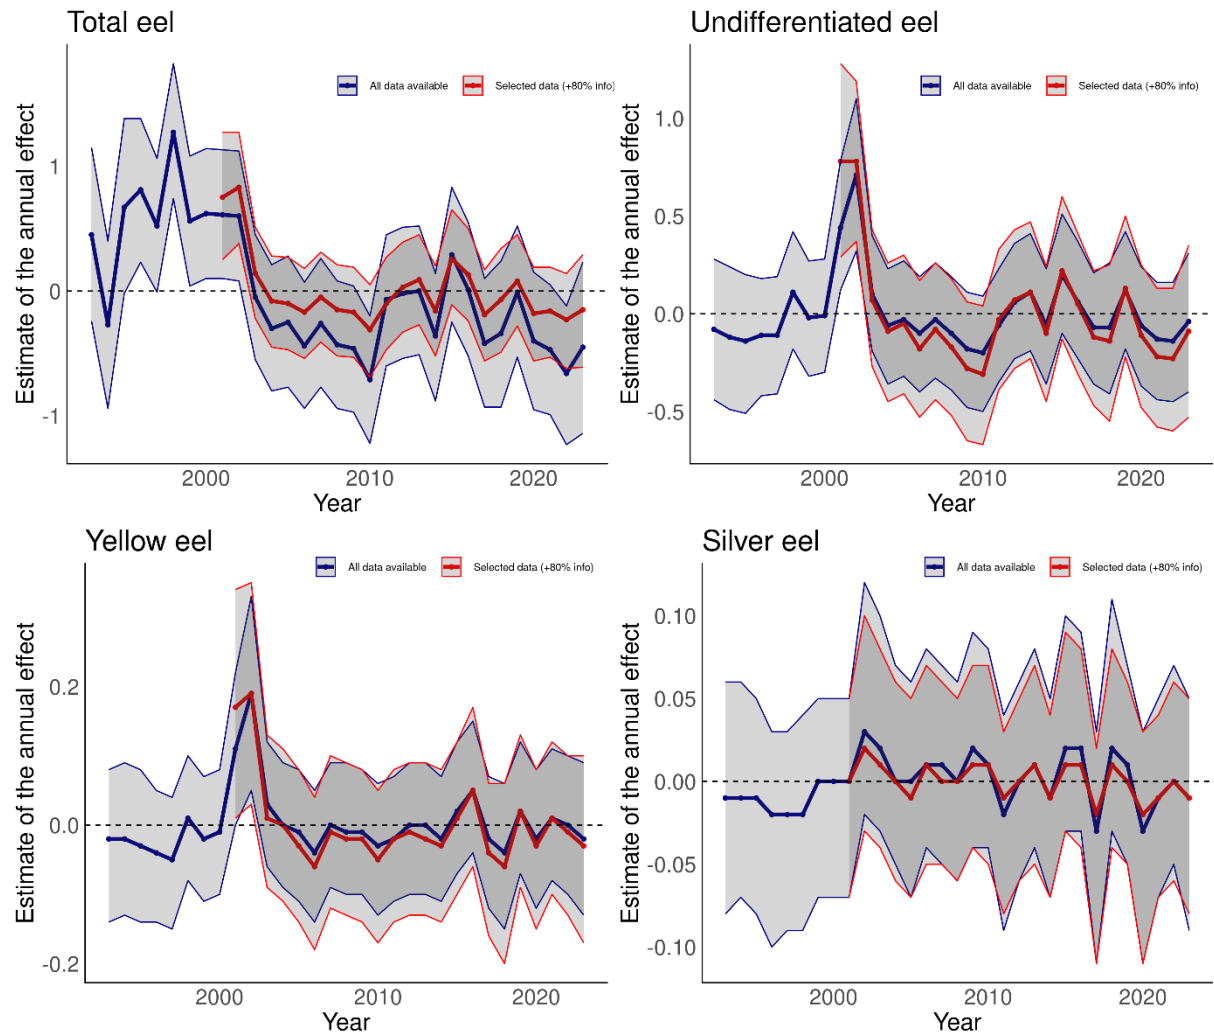 Total eel
All data available
Selected data (+80% info)
Estimate of the annual effect
1
0
-1
2000
2010
2020
Year
Undifferentiated eel
All data available
Selected data (+80% info)
Estimate of the annual effect
1.0
0.5
0.0
-0.5
2000
2010
2020
Year
Yellow eel
All data available
Selected data (+80% info)
Estimate of the annual effect
0.2
0.0
-0.2
2000
2010
2020
Year
Silver eel
All data available
Selected data (+80% info)
Estimate of the annual effect
0.10
0.05
0.00
-0.05
-0.10
2000
2010
2020
Year